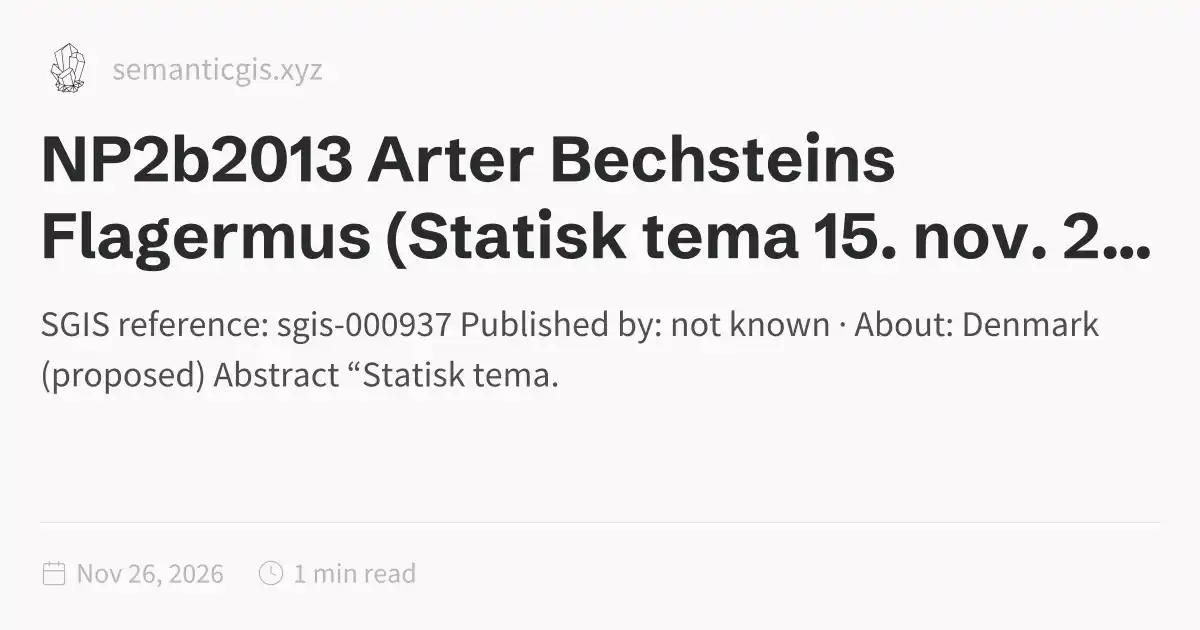 semanticgis.xyz
NP2b2013 Arter Bechsteins
Flagermus (Statisk tema 15. nov. 2...
SGIS reference: sgis-000937 Published by: not known · About: Denmark
(proposed) Abstract “Statisk tema.
Nov 26, 2026 1 min read